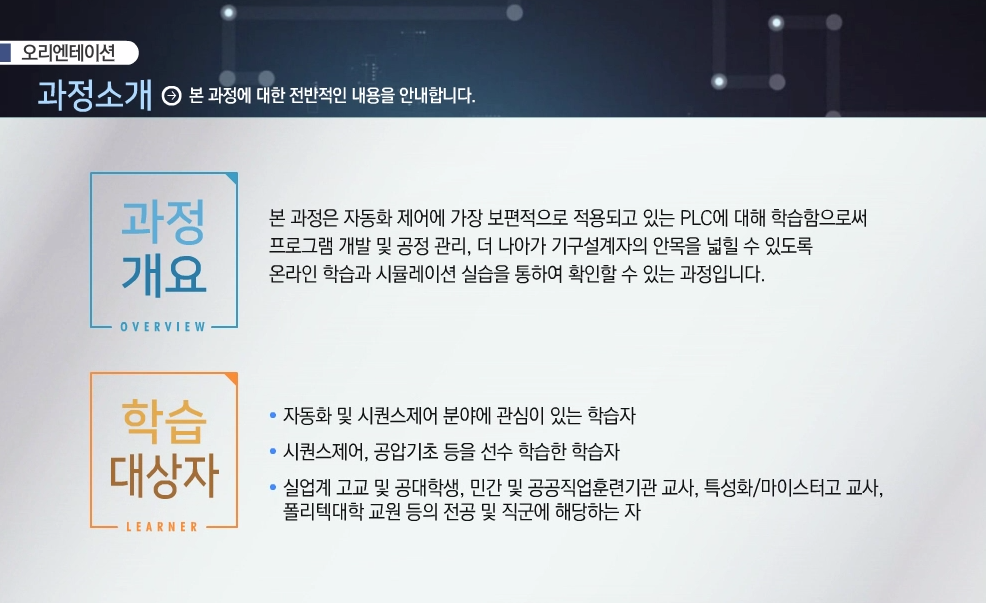 오리엔테이션
과정소개 본 과정에 대한 전반적인 내용을 안내합니다.
과정
개요
OVERVIEW
본 과정은 자동화 제어에 가장 보편적으로 적용되고 있는 PLC에 대해 학습함으로써
프로그램 개발 및 공정 관리, 더 나아가 기구설계자의 안목을 넓힐 수 있도록
온라인 학습과 시뮬레이션 실습을 통하여 확인할 수 있는 과정입니다.
학습
대상자
LEARNER
• 자동화 및 시퀀스제어 분야에 관심이 있는 학습자
• 시퀀스제어, 공압기초 등을 선수 학습한 학습자
• 실업계 고교 및 공대학생, 민간 및 공공직업훈련기관 교사, 특성화/마이스터고 교사,
폴리텍대학 교원 등의 전공 및 직군에 해당하는 자